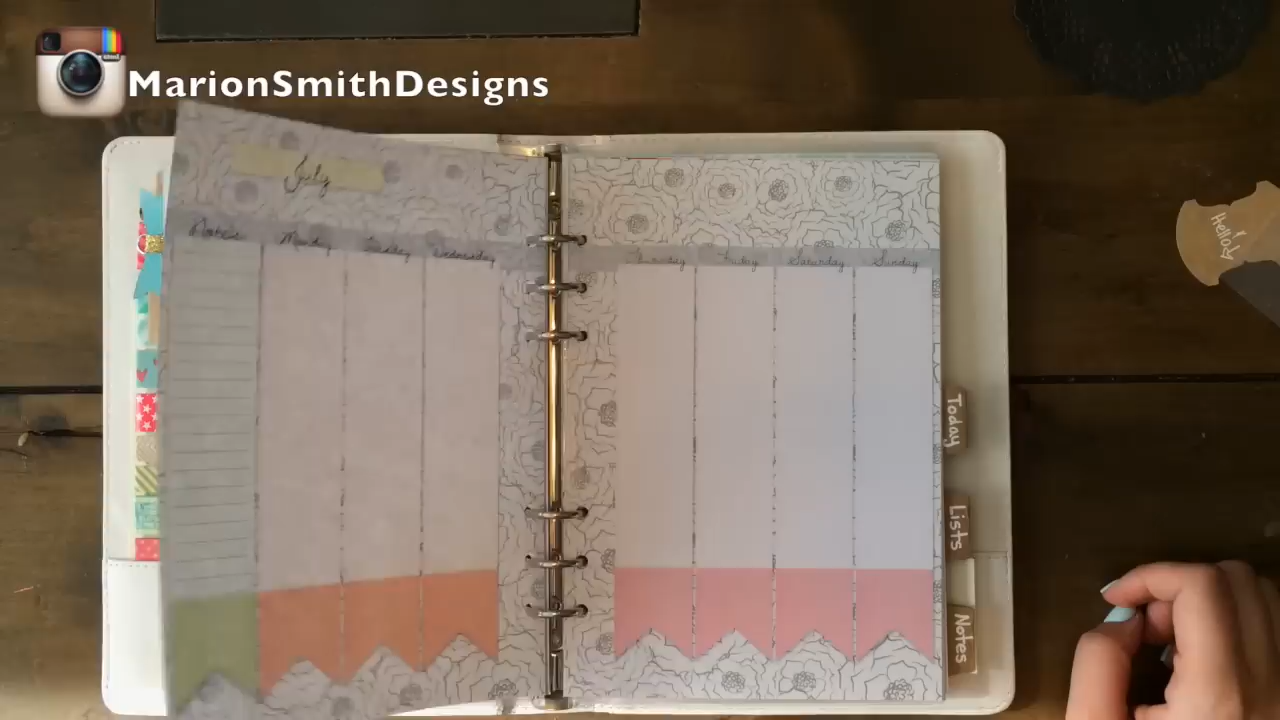 MarionSmithDesigns
July
Notes Monday Tuesday Wednesday Thursday Friday Saturday Sunday
Hello
Today
Lists
Notes